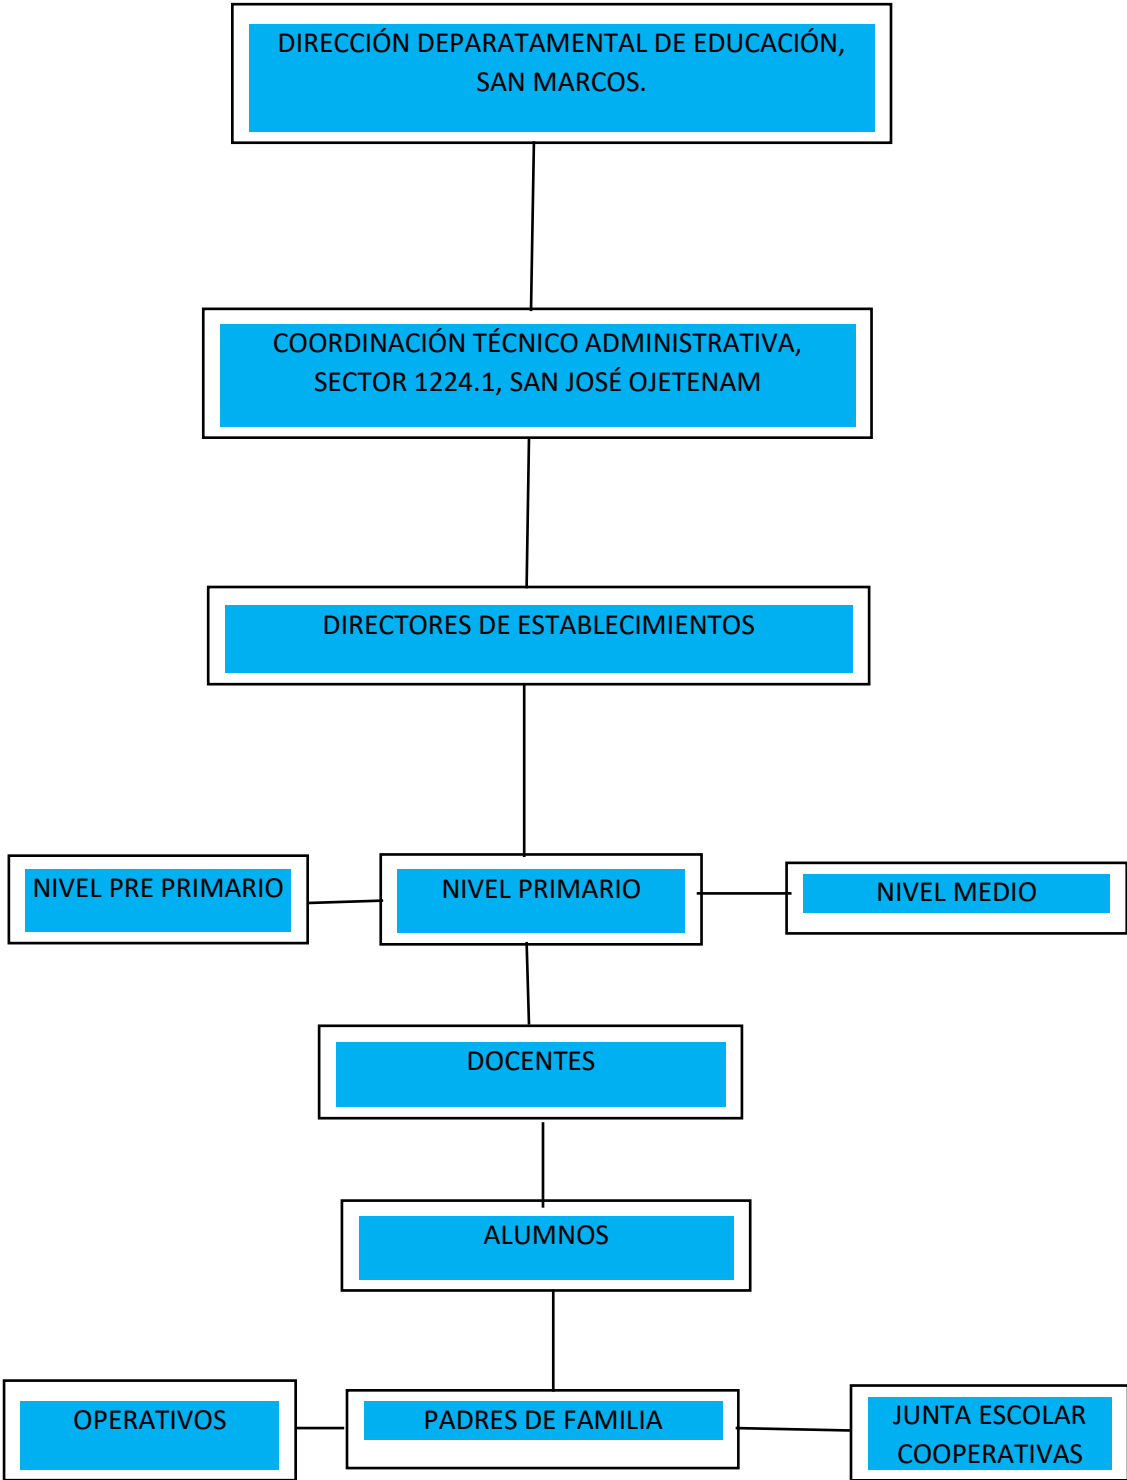 DIRECCIÓN DEPARATAMENTAL DE EDUCACIÓN,
SAN MARCOS.
COORDINACIÓN TÉCNICO ADMINISTRATIVA,
SECTOR 1224.1, SAN JOSÉ OJETENAM
DIRECTORES DE ESTABLECIMIENTOS
NIVEL PRE PRIMARIO
NIVEL PRIMARIO
NIVEL MEDIO
DOCENTES
ALUMNOS
OPERATIVOS
PADRES DE FAMILIA
JUNTA ESCOLAR
COOPERATIVAS